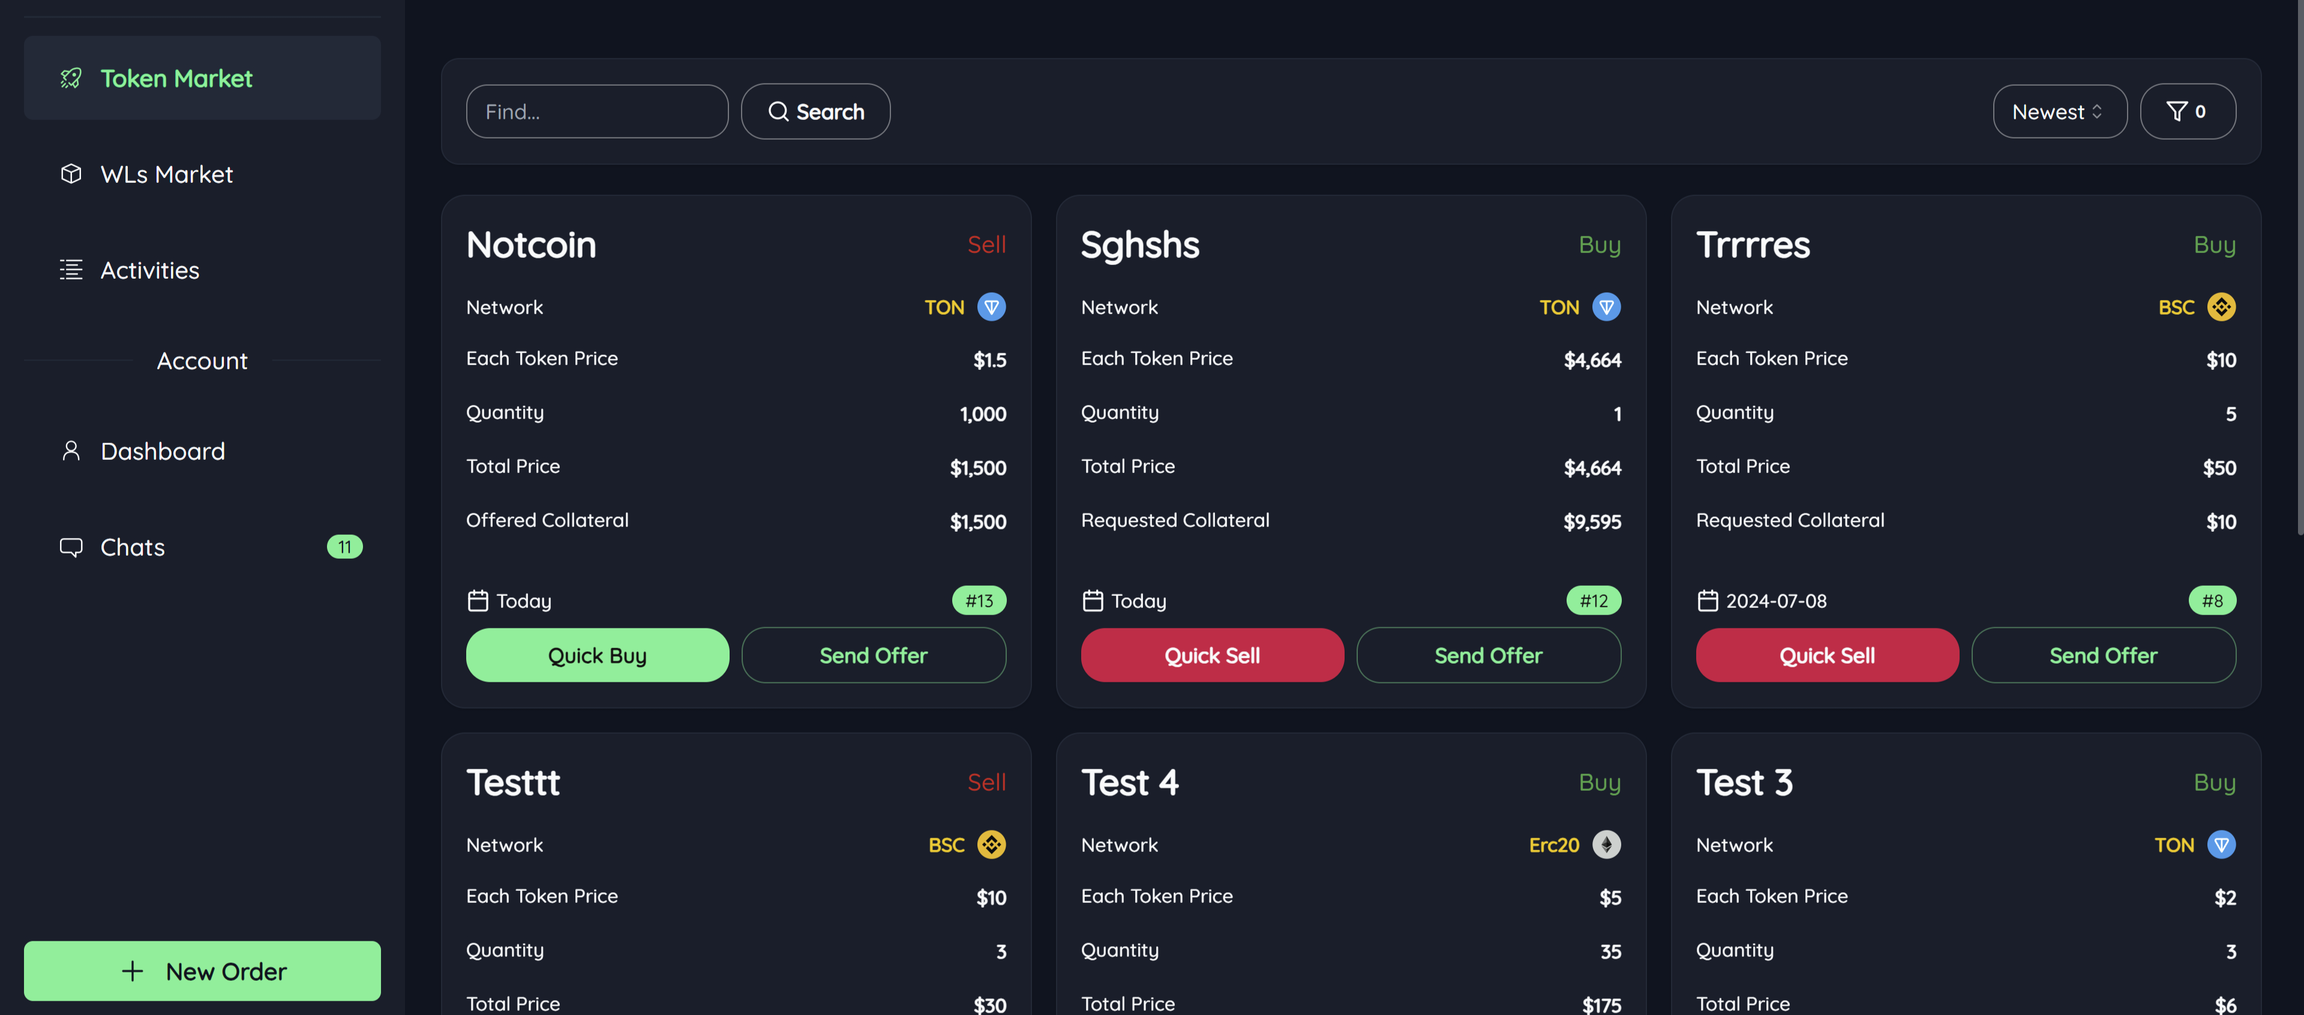 Token Market
WLs Market
Activities
Account
Dashboard
Chats 11
New Order
Find...
Search
Newest
0
Notcoin Sell
Network TON
Each Token Price $1.5
Quantity 1,000
Total Price $1,500
Offered Collateral $1,500
Today #13
Quick Buy Send Offer
Sghshs Buy
Network TON
Each Token Price $4,664
Quantity 1
Total Price $4,664
Requested Collateral $9,595
Today #12
Quick Sell Send Offer
Trrrres Buy
Network BSC
Each Token Price $10
Quantity 5
Total Price $50
Requested Collateral $10
2024-07-08 #8
Quick Sell Send Offer
Testtt Sell
Network BSC
Each Token Price $10
Quantity 3
Total Price $30
Test 4 Buy
Network Erc20
Each Token Price $5
Quantity 35
Total Price $175
Test 3 Buy
Network TON
Each Token Price $2
Quantity 3
Total Price $6